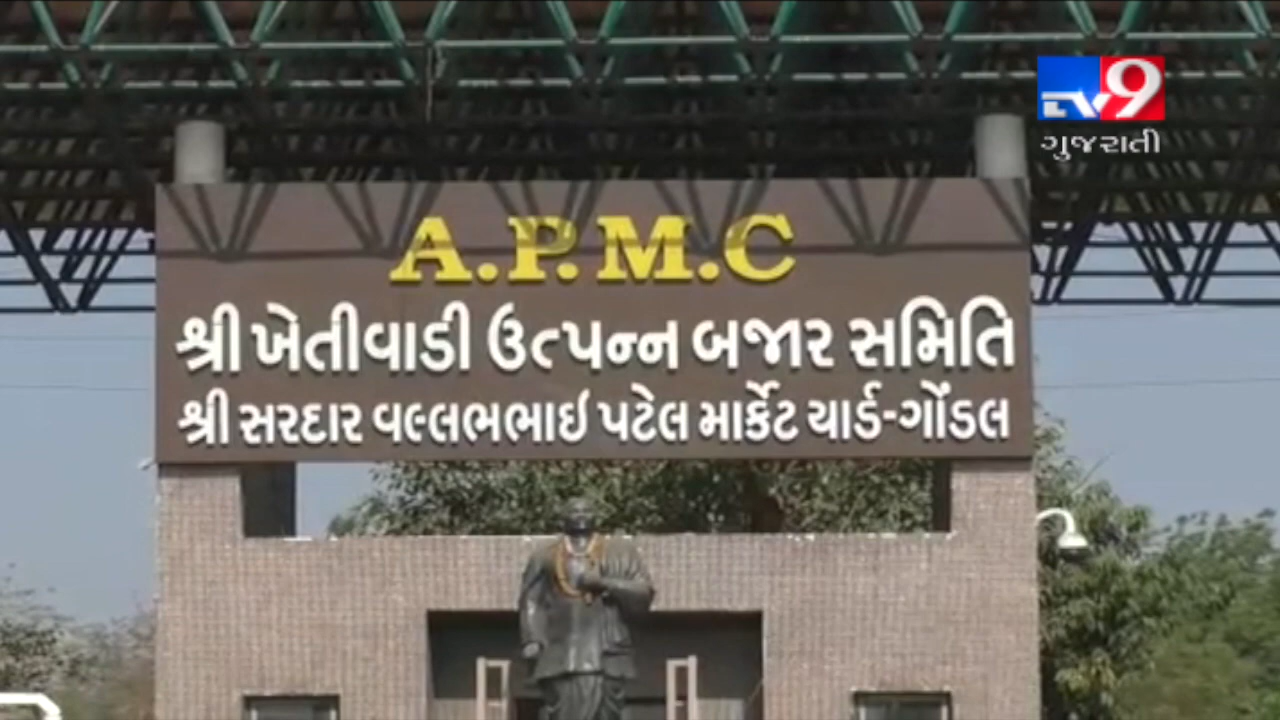 TV9
ગુજરાતી
A.P.M.C
શ્રી ખેતીવાડી ઉત્પન્ન બજાર સમિતિ
શ્રી સરદાર વલ્લભભાઇ પટેલ માર્કેટ યાર્ડ-ગોંડલ